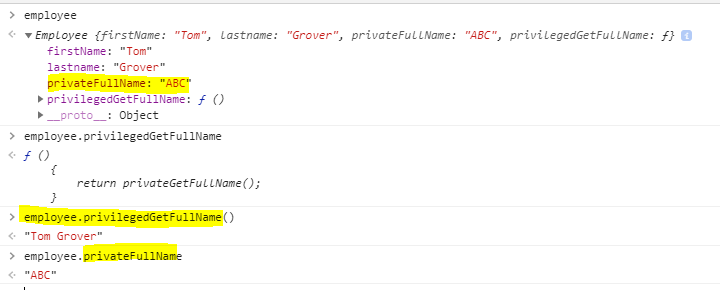 > employee
<· ▼Employee {firstName: "Tom", lastname: "Grover", privateFullName: "ABC", privilegedGetFullName: ƒ} i
firstName: "Tom"
lastname: "Grover"
privateFullName: "ABC"
▶privilegedGetFullName: ƒ ()
▶__proto__: Object
> employee.privilegedGetFullName
<· ƒ ()
{
return privateGetFullName();
}
> employee.privilegedGetFullName()
<· "Tom Grover"
> employee.privateFullName
<· "ABC"